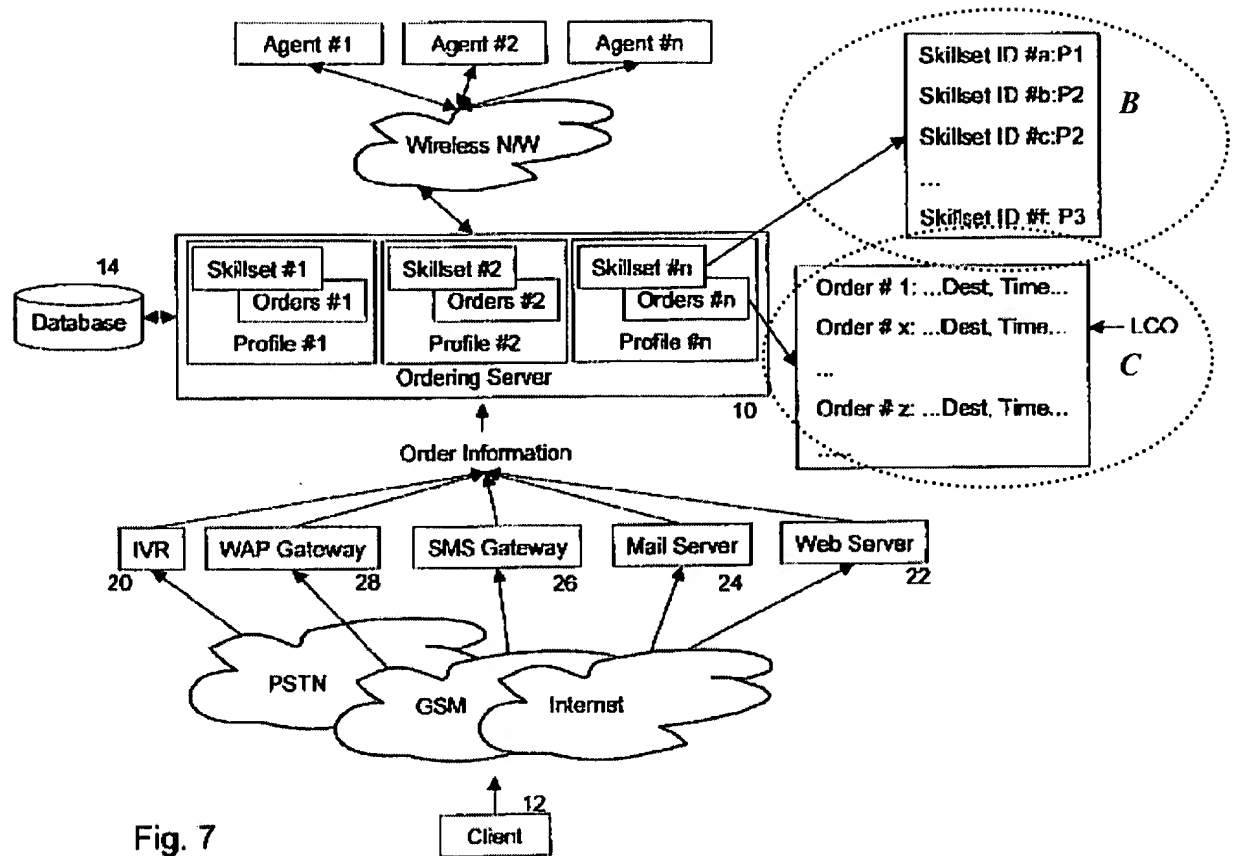 Agent #1
Agent #2
Agent #n
Wireless N/W
Skillset ID #a:P1
Skillset ID #b:P2
Skillset ID #c:P2
...
Skillset ID #f: P3
B
14
Database
Skillset #1
Orders #1
Profile #1
Skillset #2
Orders #2
Profile #2
Skillset #n
Orders #n
Profile #n
Ordering Server
10
Order # 1: ...Dest, Time...
Order # x: ...Dest, Time...
...
Order # z: ...Dest, Time...
.....
LCO
C
Order Information
IVR
20
WAP Gateway
28
SMS Gateway
26
Mail Server
24
Web Server
22
PSTN
GSM
Internet
12
Client
Fig. 7